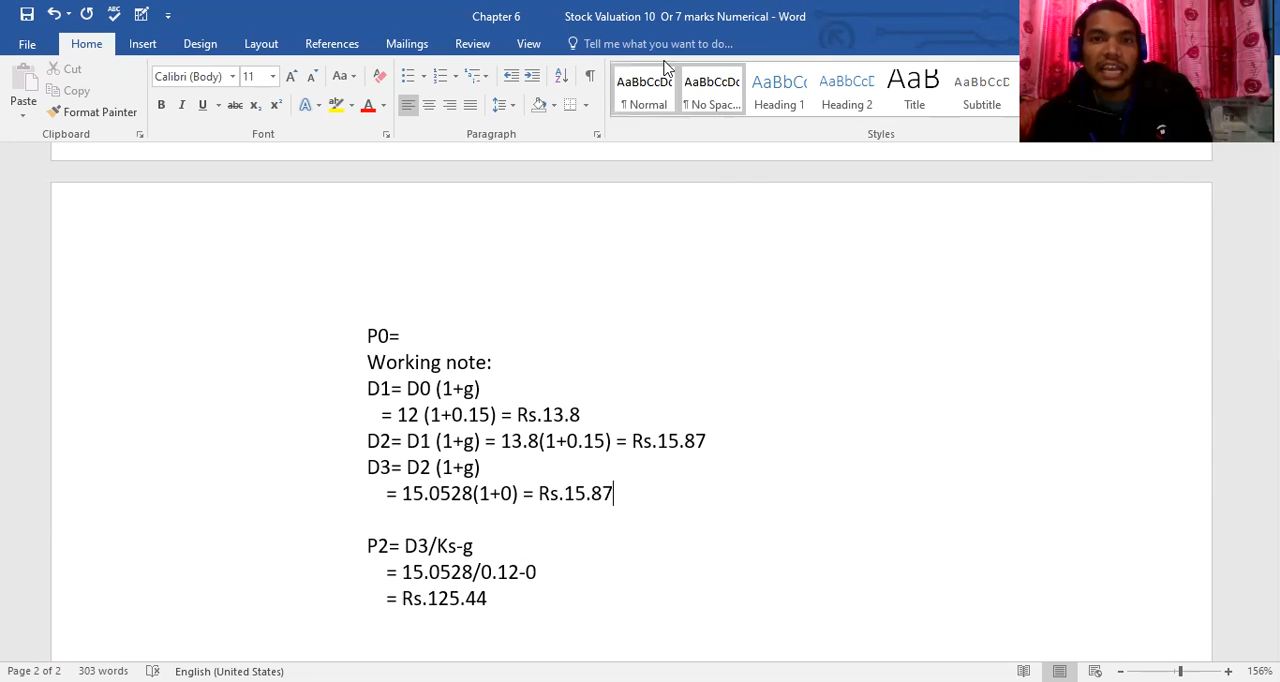 Chapter 6 Stock Valuation 10 Or 7 marks Numerical - Word
File Home Insert Design Layout References Mailings Review View Tell me what you want to do...
Paste
Cut
Copy
Format Painter
Clipboard
Calibri (Body) 11
Font
Paragraph
AaBbCcDc AaBbCcDc AaBbCc AaBbCcD AaB AaBbCcD
¶ Normal ¶ No Spac... Heading 1 Heading 2 Title Subtitle
Styles
P0=
Working note:
D1= D0 (1+g)
= 12 (1+0.15) = Rs.13.8
D2= D1 (1+g) = 13.8(1+0.15) = Rs.15.87
D3= D2 (1+g)
= 15.0528(1+0) = Rs.15.87
P2= D3/Ks-g
= 15.0528/0.12-0
= Rs.125.44
Page 2 of 2 303 words English (United States) 156%